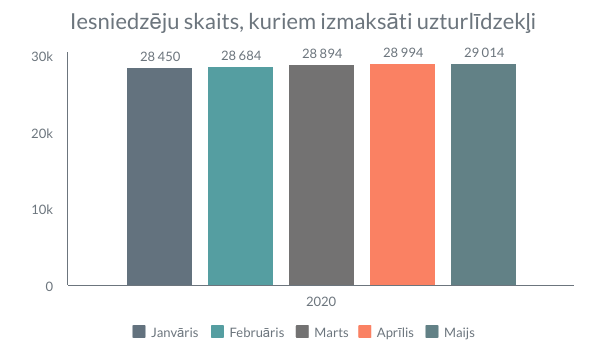 Iesniedzēju skaits, kuriem izmaksāti uzturlīdzekļi
30k
20k
10k
0
28 450
28 684
28 894
28 994
29 014
2020
Janvāris Februāris Marts Aprīlis Maijs